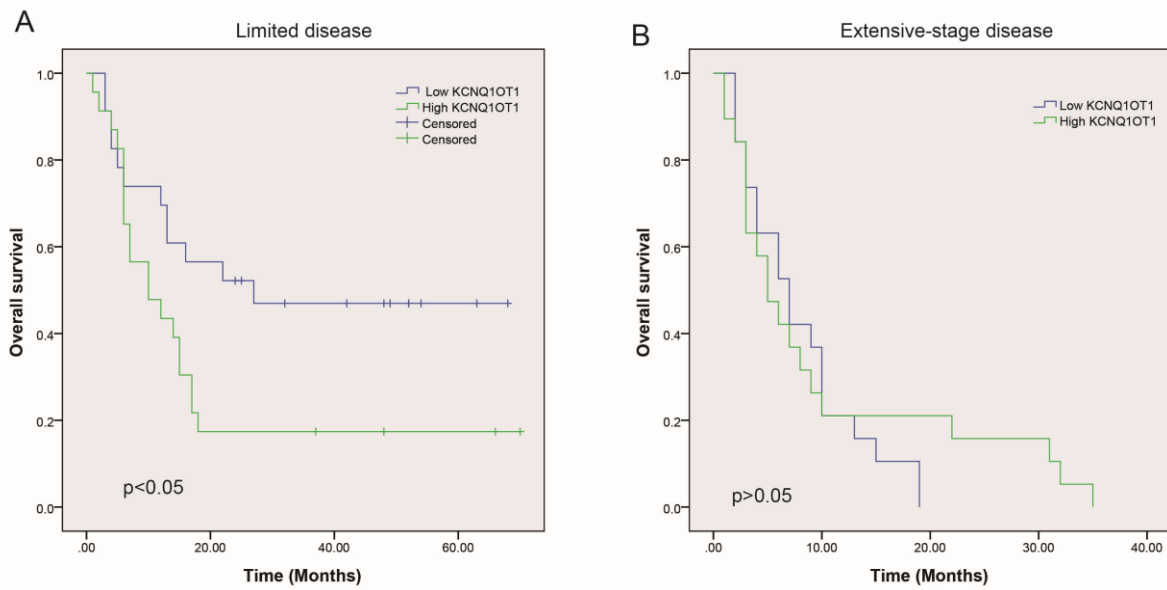 A
Limited disease
1.0
0.8
0.6
0.4
0.2
0.0
Overall survival
Low KCNQ1OT1
High KCNQ1OT1
Censored
Censored
p<0.05
.00
20.00
40.00
60.00
Time (Months)
B
Extensive-stage disease
1.0
0.8
0.6
0.4
0.2
0.0
Overall survival
Low KCNQ1OT1
High KCNQ1OT1
p>0.05
.00
10.00
20.00
30.00
40.00
Time (Months)